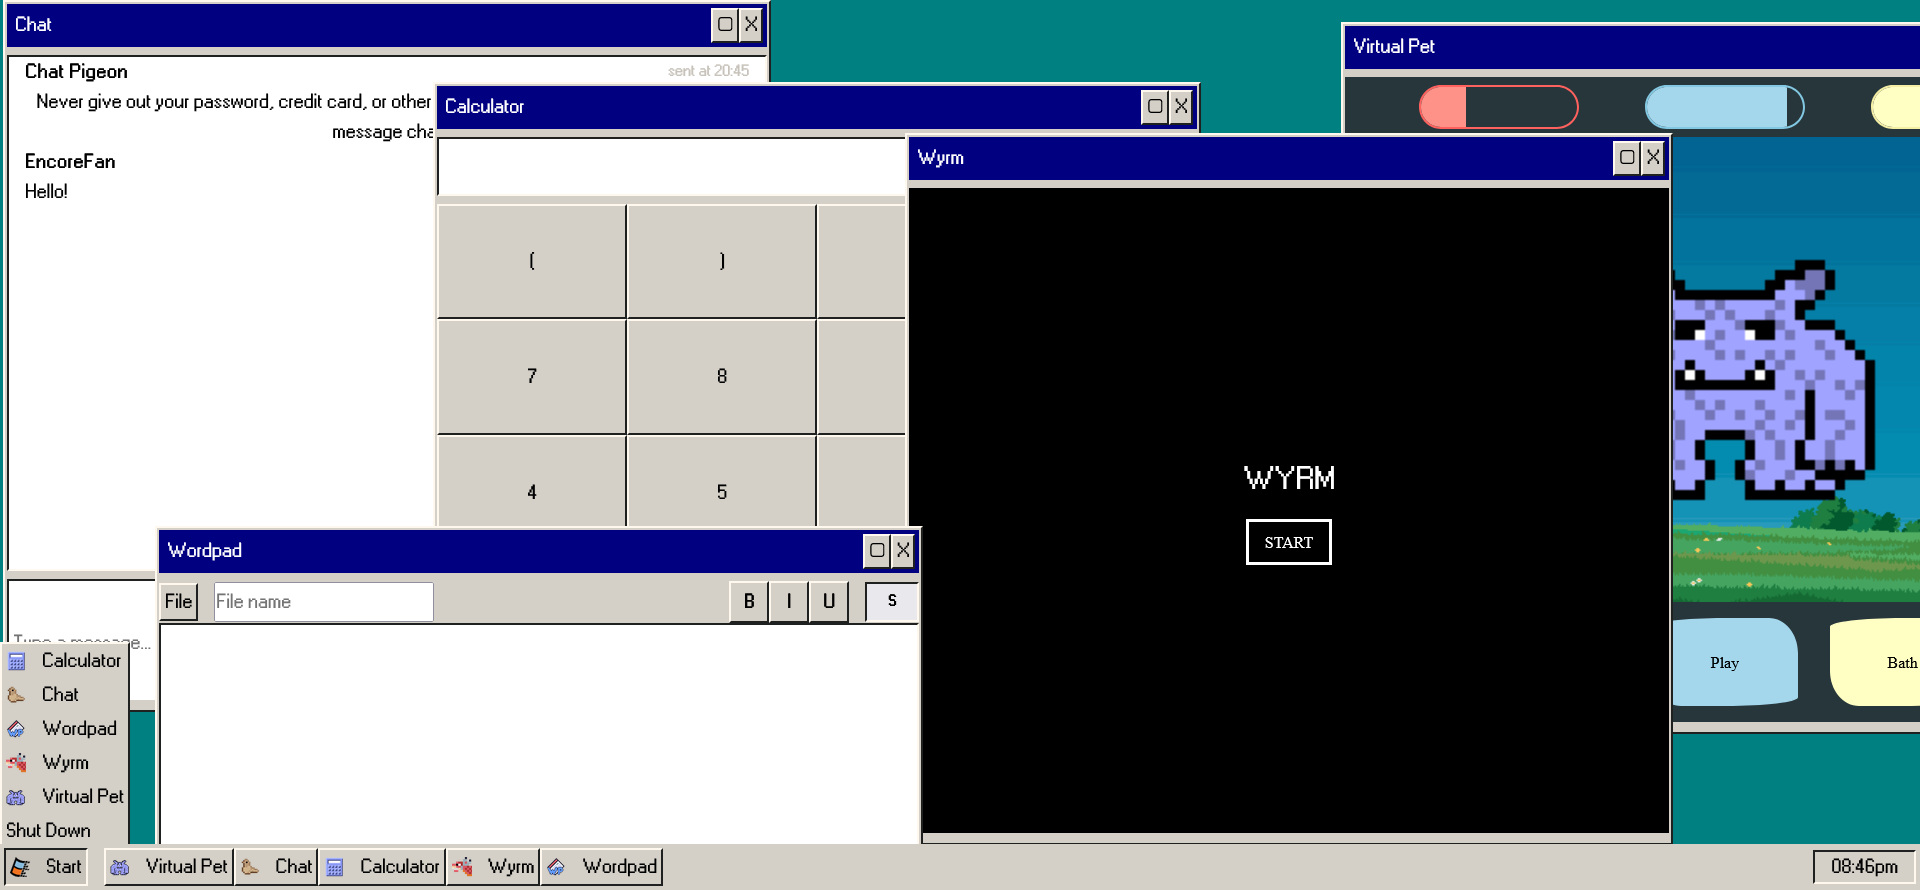 Chat
X
Chat Pigeon
sent at 20:45
Never give out your password, credit card, or other
message cha
EncoreFan
Hello!
Calculator
X
(
)
7
8
4
5
Wyrm
X
WYRM
START
Virtual Pet
Play
Bath
Wordpad
X
File
File name
B
I
U
S
Type a message...
Calculator
Chat
Wordpad
Wyrm
Virtual Pet
Shut Down
Start
Virtual Pet
Chat
Calculator
Wyrm
Wordpad
08:46pm